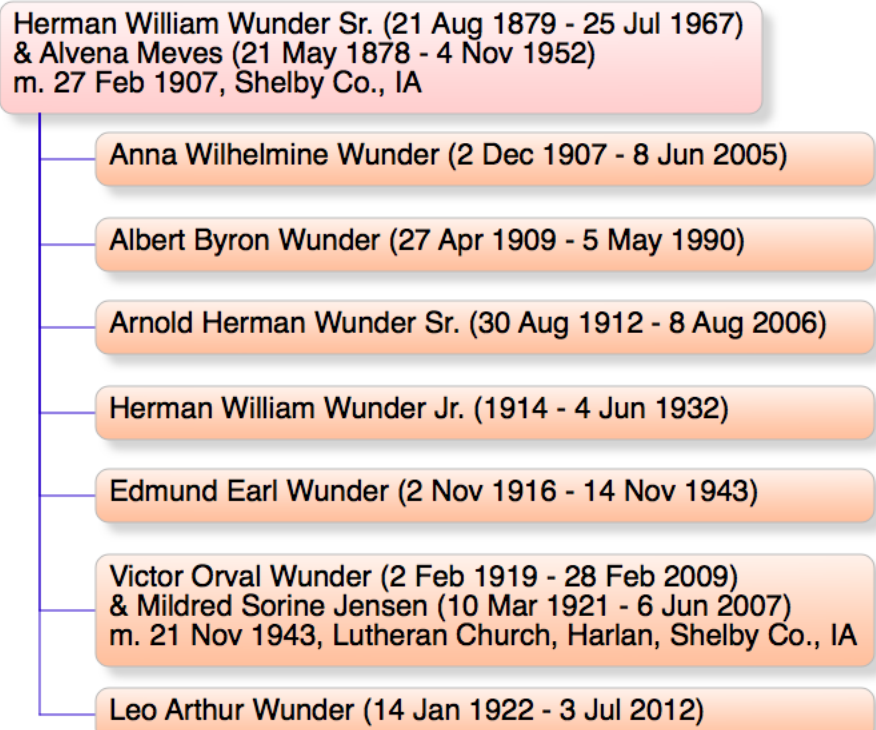 Herman William Wunder Sr. (21 Aug 1879 - 25 Jul 1967)
& Alvena Meves (21 May 1878 - 4 Nov 1952)
m. 27 Feb 1907, Shelby Co., IA
Anna Wilhelmine Wunder (2 Dec 1907 - 8 Jun 2005)
Albert Byron Wunder (27 Apr 1909 - 5 May 1990)
Arnold Herman Wunder Sr. (30 Aug 1912 - 8 Aug 2006)
Herman William Wunder Jr. (1914 - 4 Jun 1932)
Edmund Earl Wunder (2 Nov 1916 - 14 Nov 1943)
Victor Orval Wunder (2 Feb 1919 - 28 Feb 2009)
& Mildred Sorine Jensen (10 Mar 1921 - 6 Jun 2007)
m. 21 Nov 1943, Lutheran Church, Harlan, Shelby Co., IA
Leo Arthur Wunder (14 Jan 1922 - 3 Jul 2012)